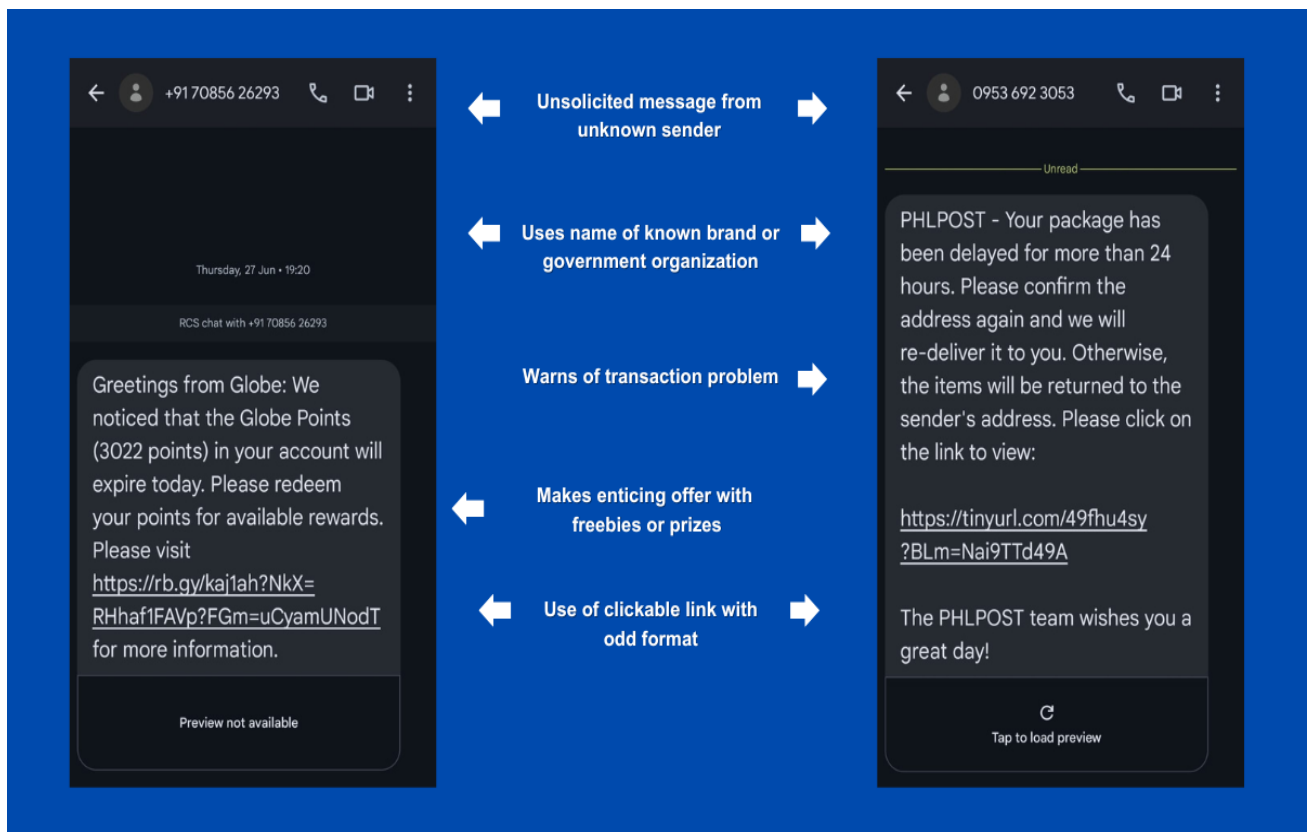 +91 70856 26293
Thursday, 27 Jun • 19:20
RCS chat with +91 70856 26293
Greetings from Globe: We
noticed that the Globe Points
(3022 points) in your account will
expire today. Please redeem
your points for available rewards.
Please visit
https://rb.gy/kaj1ah?NkX=
RHhaf1FAVp?FGm=uCyamUNodT
for more information.
Preview not available
Unsolicited message from
unknown sender
Uses name of known brand or
government organization
Warns of transaction problem
Makes enticing offer with
freebies or prizes
Use of clickable link with
odd format
0953 692 3053
Unread
PHLPOST - Your package has
been delayed for more than 24
hours. Please confirm the
address again and we will
re-deliver it to you. Otherwise,
the items will be returned to the
sender's address. Please click on
the link to view:
https://tinyurl.com/49fhu4sy
?BLm=Nai9TTd49A
The PHLPOST team wishes you a
great day!
Tap to load preview